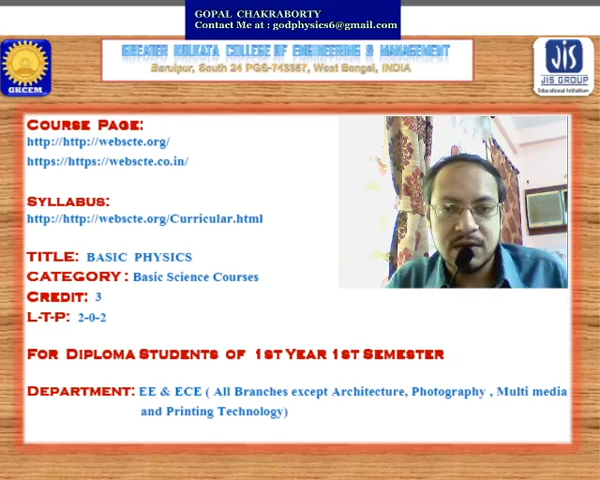 GOPAL CHAKRABORTY
Contact Me at : godphysics6@gmail.com
GREATER KOLKATA COLLEGE OF ENGINEERING & MANAGEMENT
Baruipur, South 24 PGS-743387, West Bengal, INDIA
GKCEM
JIS
JIS GROUP
Educational Initiatives
COURSE PAGE:
http://http://webscte.org/
https://https://webscte.co.in/
SYLLABUS:
http://http://webscte.org/Curricular.html
TITLE: BASIC PHYSICS
CATEGORY : Basic Science Courses
CREDIT: 3
L-T-P: 2-0-2
FOR DIPLOMA STUDENTS OF 1ST YEAR 1ST SEMESTER
DEPARTMENT: EE & ECE ( All Branches except Architecture, Photography , Multi media
and Printing Technology)